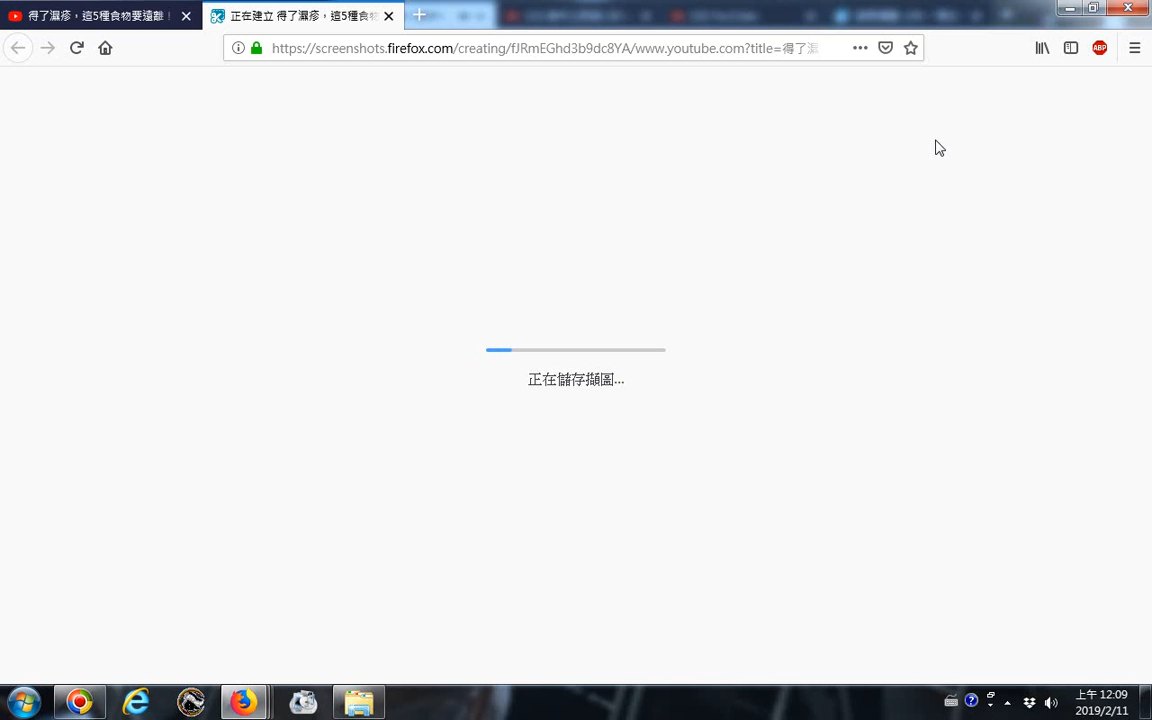 得了濕疹，這5種食物要遠離！
正在建立 得了濕疹，這5種食物
https://screenshots.firefox.com/creating/fJRmEGhd3b9dc8YA/www.youtube.com?title=得了濕
ABP
正在儲存擷圖...
上午 12:09
2019/2/11